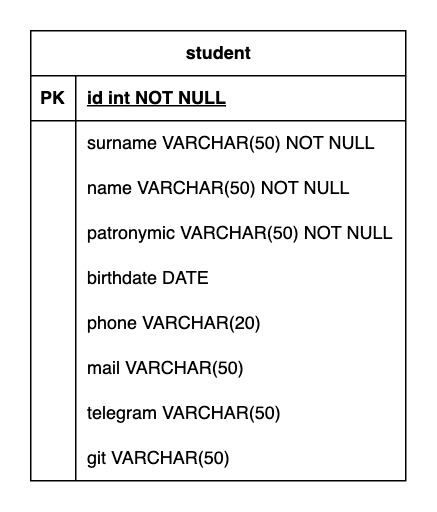 student
PK id int NOT NULL
surname VARCHAR(50) NOT NULL
name VARCHAR(50) NOT NULL
patronymic VARCHAR(50) NOT NULL
birthdate DATE
phone VARCHAR(20)
mail VARCHAR(50)
telegram VARCHAR(50)
git VARCHAR(50)